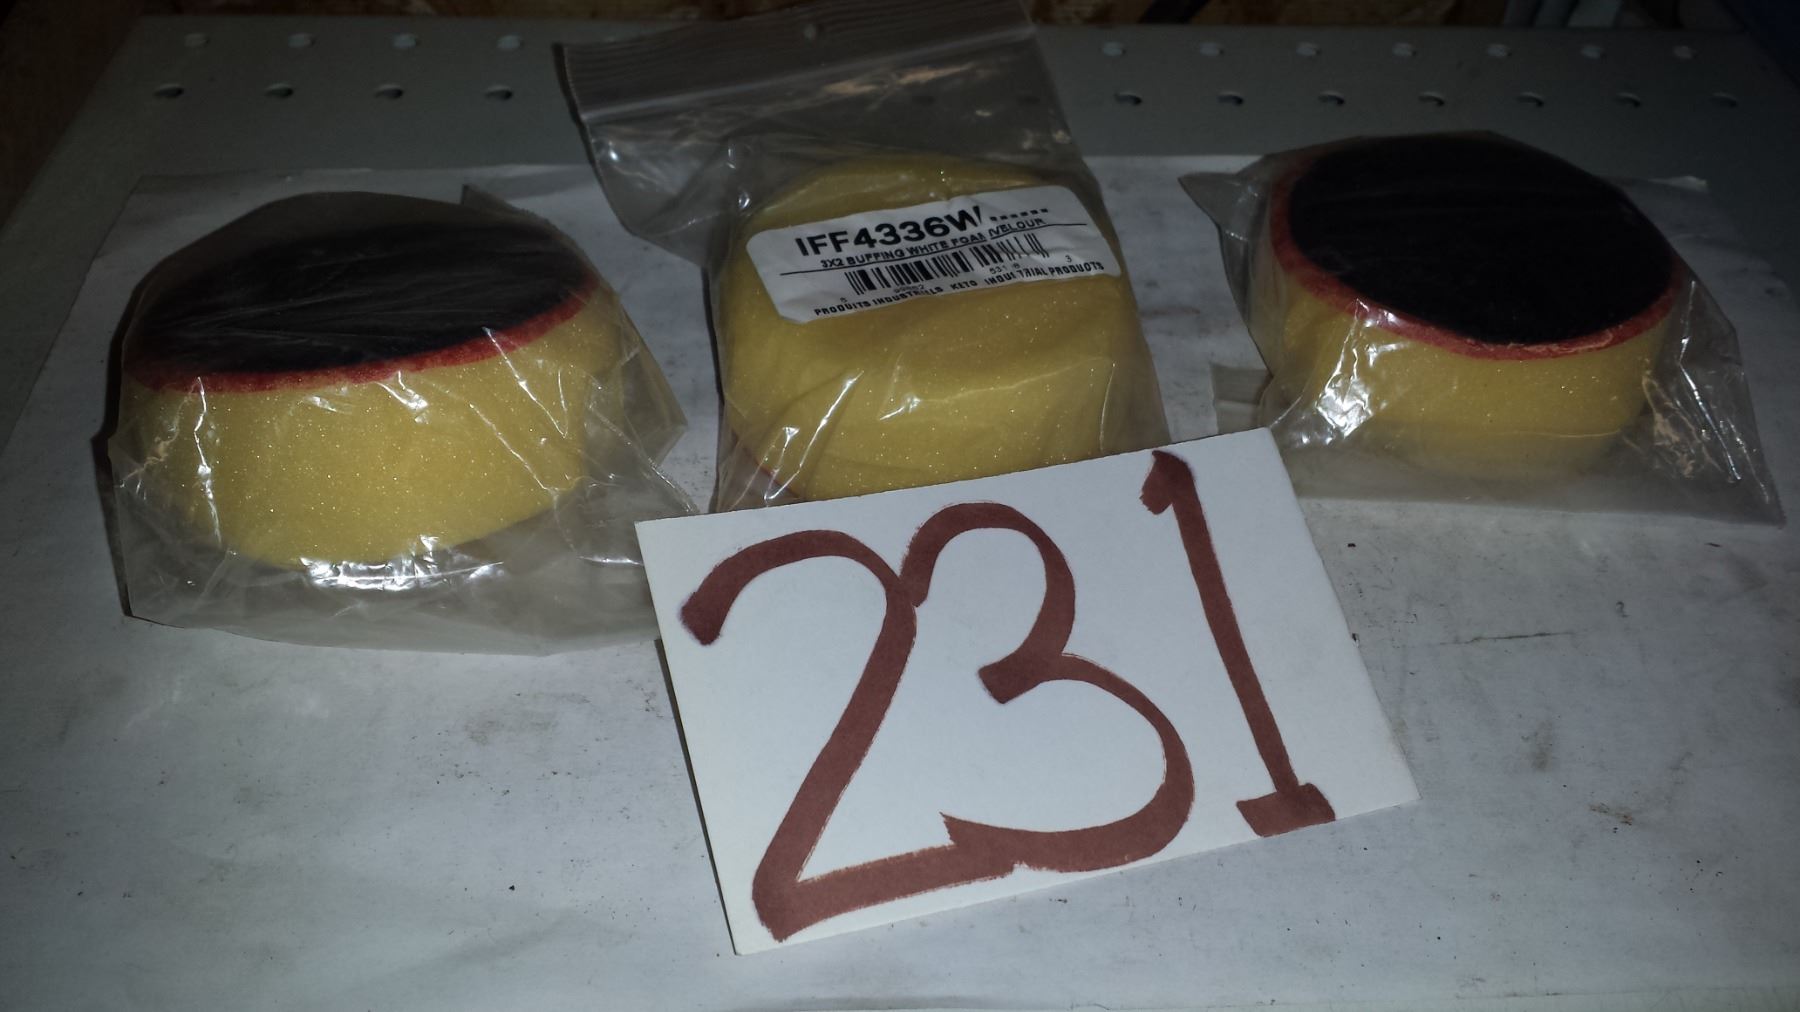 IFF4336W/......
3X2 BUFFING WHITE FOAM/VELOUR
PRODUITS INDUSTRIELS KETO INDUSTRIAL PRODUCTS
231